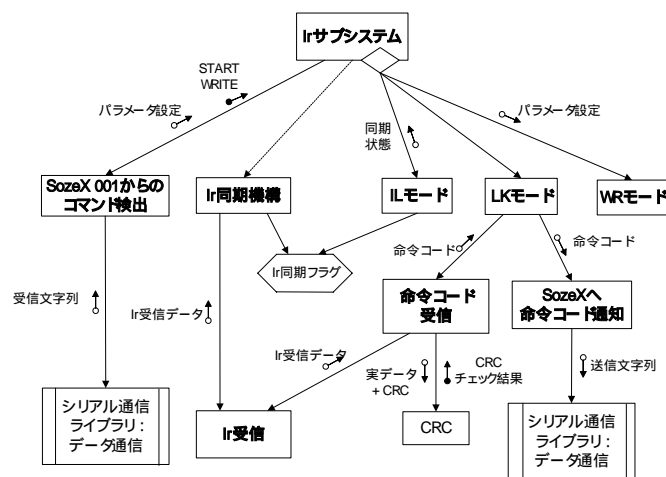 Irサブシステム
START
WRITE
パラメータ設定
同期
状態
パラメータ設定
SozeX 001からの
コマンド検出
Ir同期機構
ILモード
LKモード
WRモード
Ir同期フラグ
命令コード
命令コード
受信文字列
Ir受信データ
命令コード
受信
SozeXへ
命令コード通知
Ir受信データ
実データ
+ CRC
CRC
チェック結果
送信文字列
シリアル通信
ライブラリ:
データ通信
Ir受信
CRC
シリアル通信
ライブラリ:
データ通信